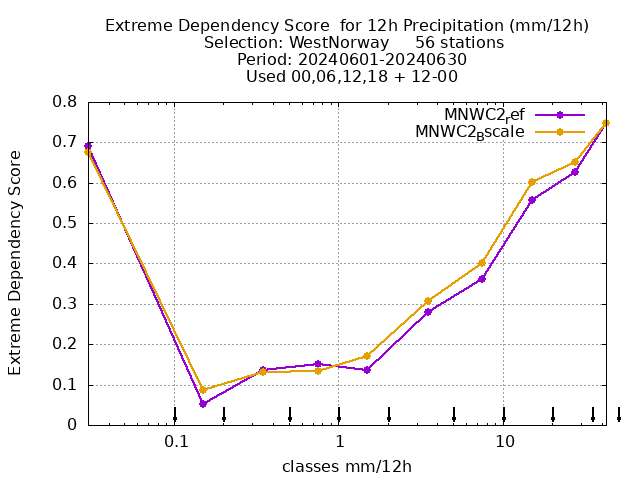 Extreme Dependency Score  for 12h Precipitation (mm/12h)
Selection: WestNorway     56 stations
Period: 20240601-20240630
Used 00,06,12,18 + 12-00
Extreme Dependency Score
0.8
0.7
0.6
0.5
0.4
0.3
0.2
0.1
0
MNWC2ref
MNWC2Bscale
0.1
1
10
classes mm/12h